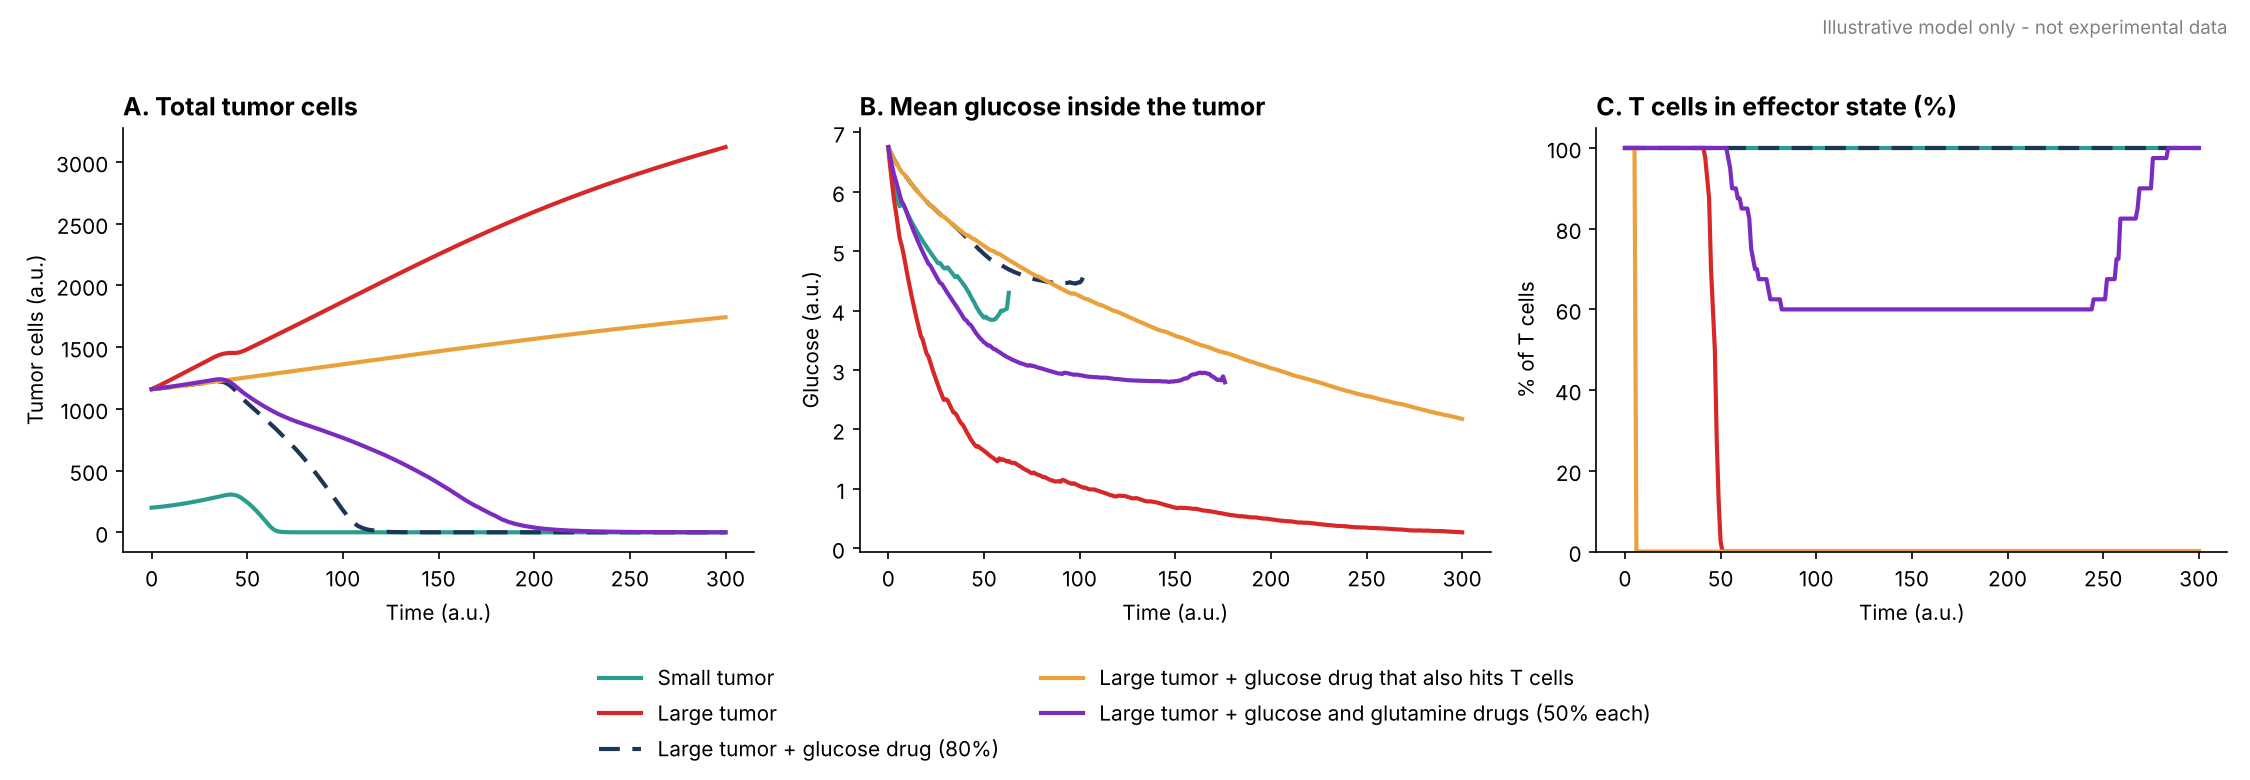 Illustrative model only - not experimental data
A. Total tumor cells
Tumor cells (a.u.)
3000
2500
2000
1500
1000
500
0
0 50 100 150 200 250 300
Time (a.u.)
B. Mean glucose inside the tumor
Glucose (a.u.)
7
6
5
4
3
2
1
0
0 50 100 150 200 250 300
Time (a.u.)
C. T cells in effector state (%)
% of T cells
100
80
60
40
20
0
0 50 100 150 200 250 300
Time (a.u.)
Small tumor
Large tumor
Large tumor + glucose drug (80%)
Large tumor + glucose drug that also hits T cells
Large tumor + glucose and glutamine drugs (50% each)